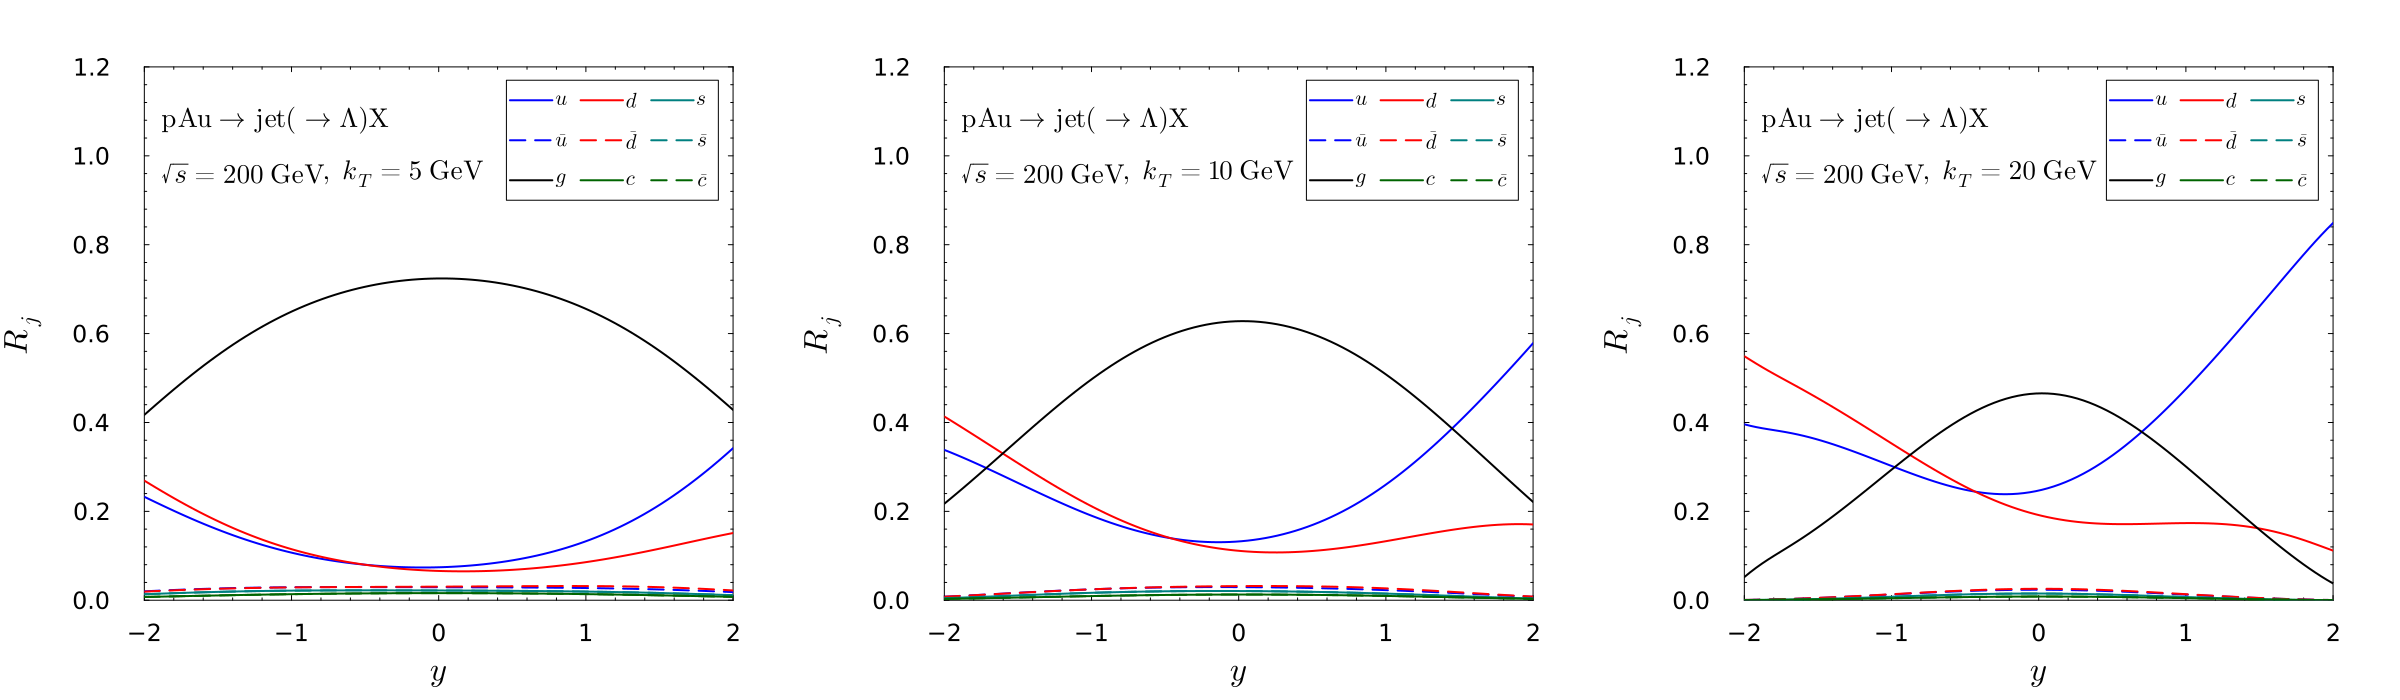 1.2
1.0
0.8
0.6
0.4
0.2
0.0
R_j
pAu → jet( → Λ)X
√s = 200 GeV, k_T = 5 GeV
u d s
ū d̄ s̄
g c c̄
−2 −1 0 1 2
y
1.2
1.0
0.8
0.6
0.4
0.2
0.0
R_j
pAu → jet( → Λ)X
√s = 200 GeV, k_T = 10 GeV
u d s
ū d̄ s̄
g c c̄
−2 −1 0 1 2
y
1.2
1.0
0.8
0.6
0.4
0.2
0.0
R_j
pAu → jet( → Λ)X
√s = 200 GeV, k_T = 20 GeV
u d s
ū d̄ s̄
g c c̄
−2 −1 0 1 2
y